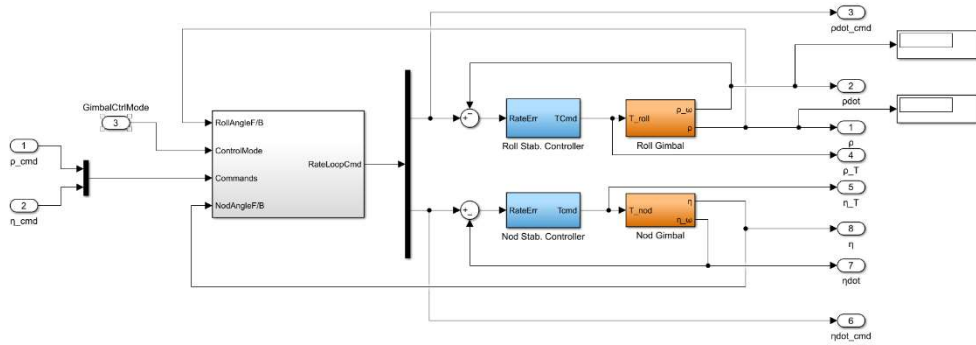 3
ρdot_cmd
GimbalCtrlMode
3
RollAngleF/B
ControlMode
Commands
NodAngleF/B
RateLoopCmd
1
ρ_cmd
2
η_cmd
RateErr
TCmd
Roll Stab. Controller
T_roll
ρ_ω
ρ
Roll Gimbal
2
ρdot
1
ρ
4
ρ_T
RateErr
Tcmd
Nod Stab. Controller
T_nod
η
η_ω
Nod Gimbal
5
η_T
8
η
7
ηdot
6
ηdot_cmd